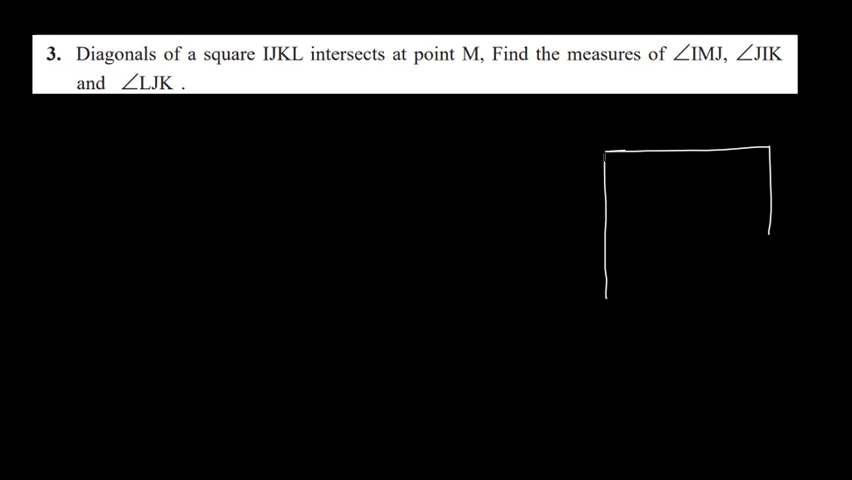 3. Diagonals of a square IJKL intersects at point M, Find the measures of ∠IMJ, ∠JIK
and ∠LJK .